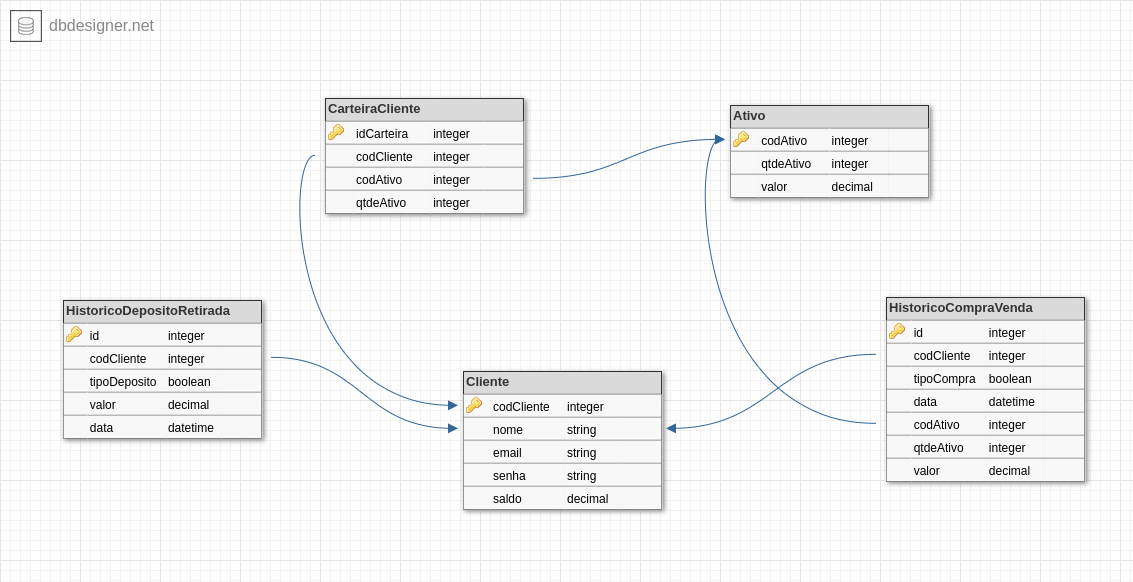 dbdesigner.net
CarteiraCliente
idCarteira integer
codCliente integer
codAtivo integer
qtdeAtivo integer
Ativo
codAtivo integer
qtdeAtivo integer
valor decimal
HistoricoDepositoRetirada
id integer
codCliente integer
tipoDeposito boolean
valor decimal
data datetime
Cliente
codCliente integer
nome string
email string
senha string
saldo decimal
HistoricoCompraVenda
id integer
codCliente integer
tipoCompra boolean
data datetime
codAtivo integer
qtdeAtivo integer
valor decimal